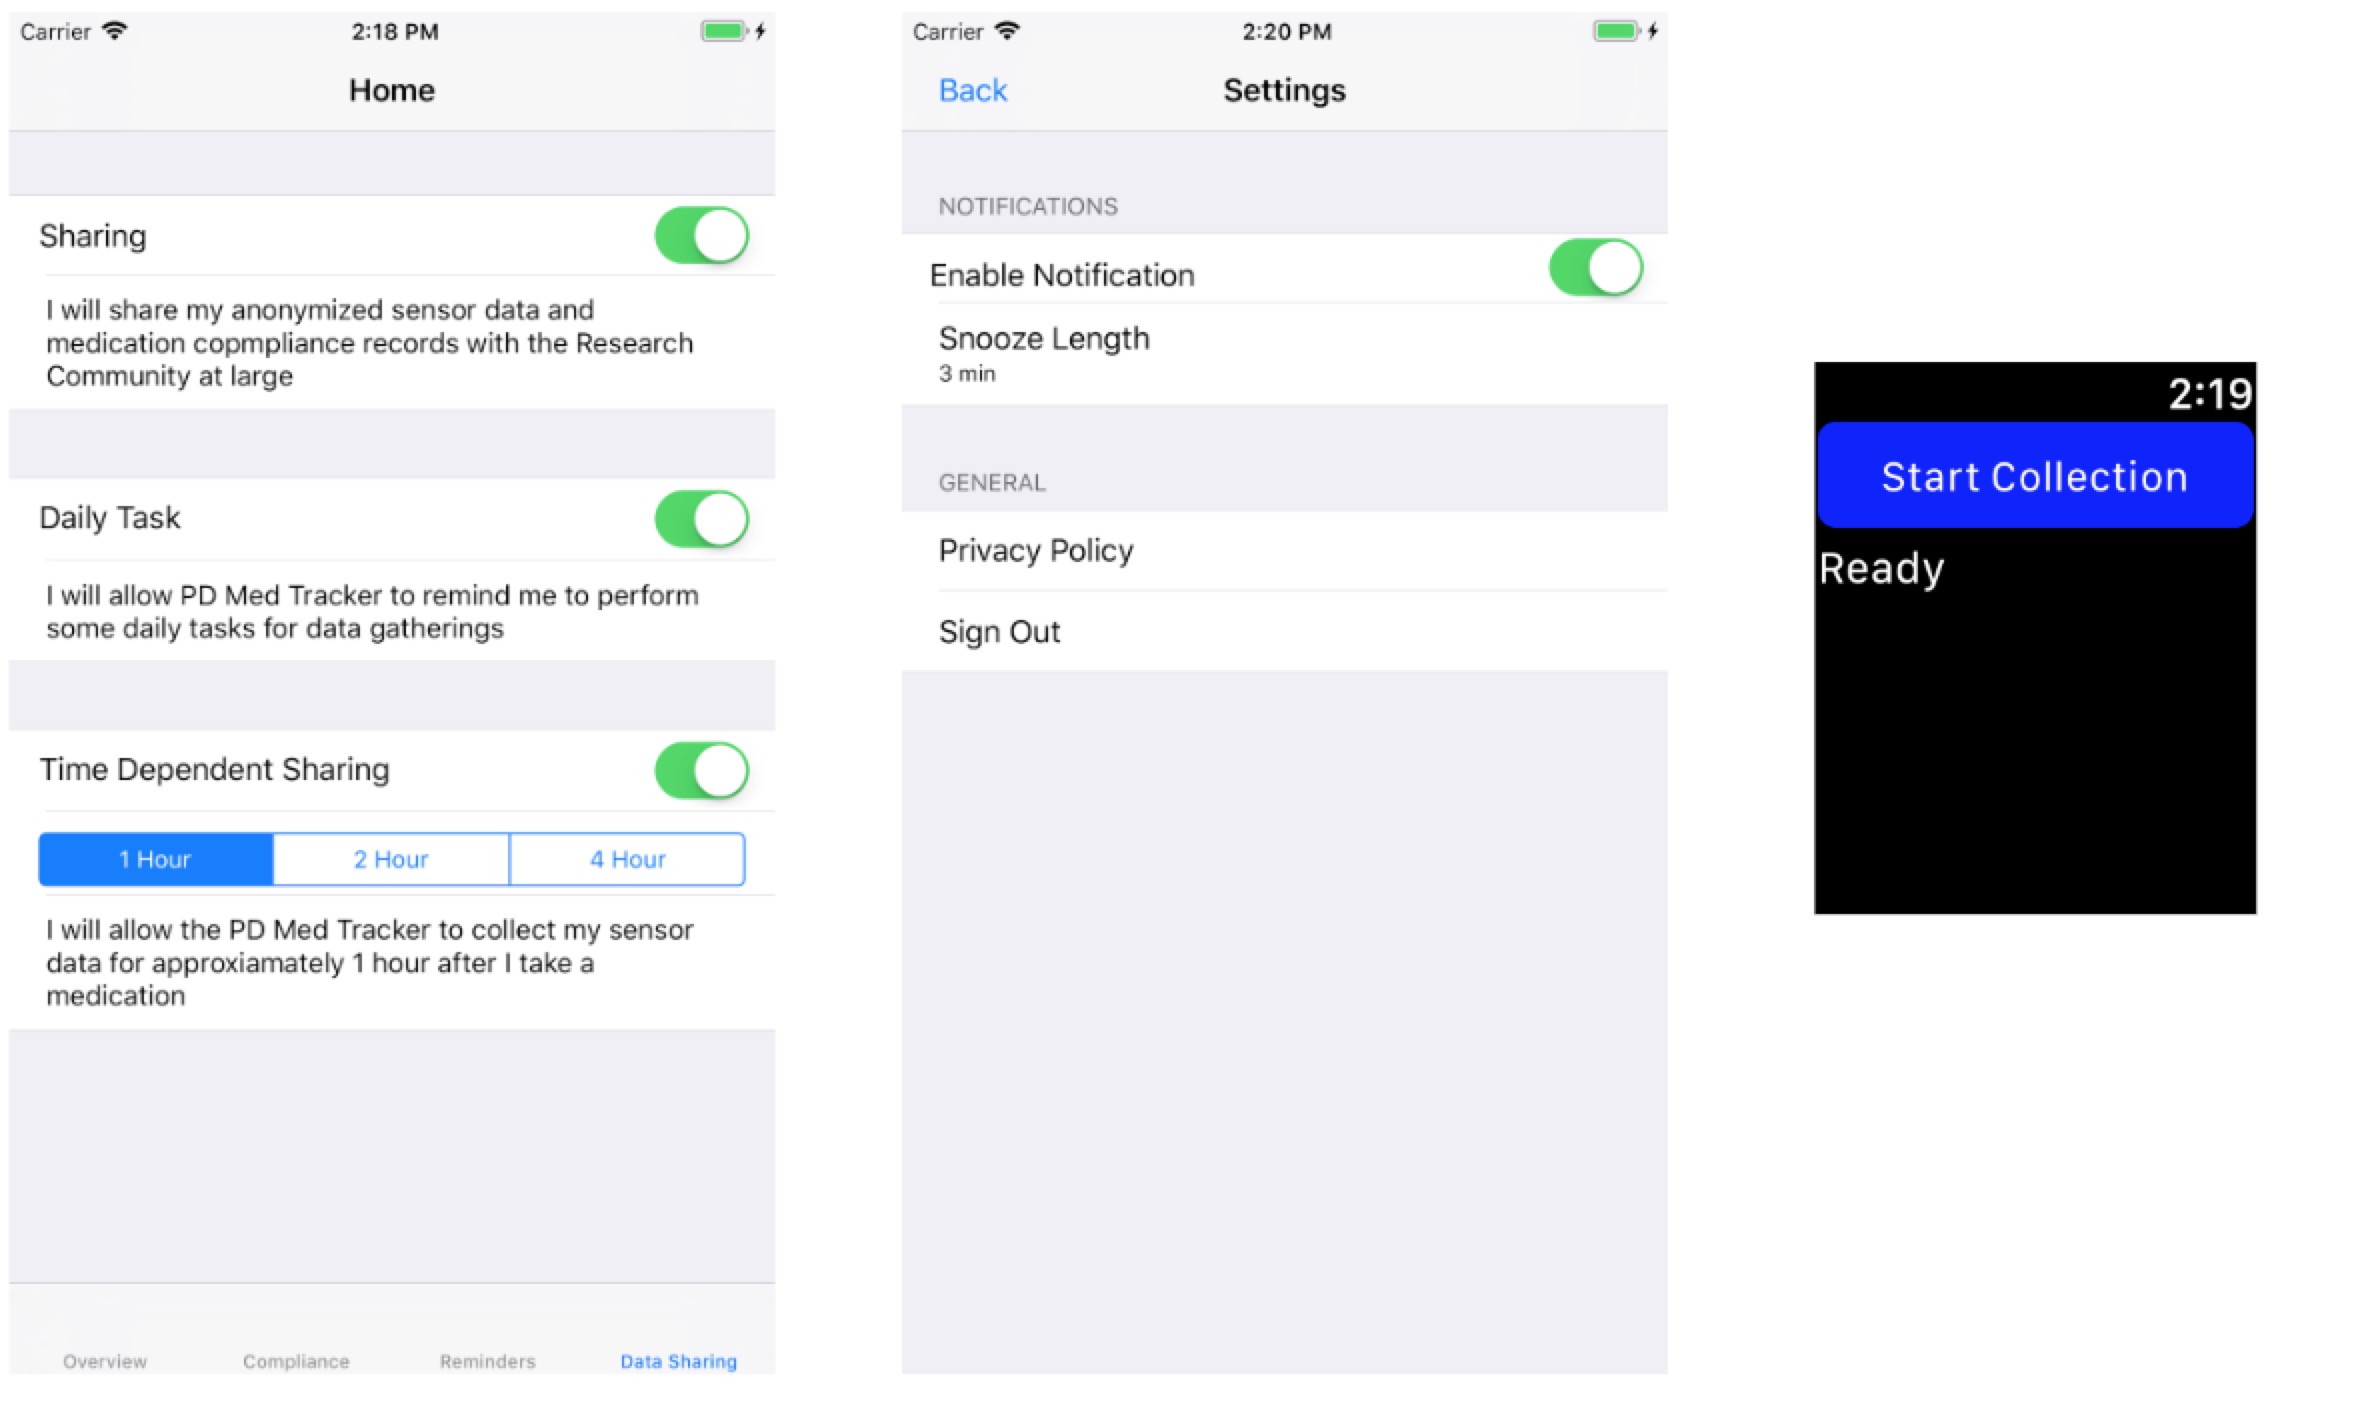 Carrier 2:18 PM
Home
Sharing
I will share my anonymized sensor data and
medication copmpliance records with the Research
Community at large
Daily Task
I will allow PD Med Tracker to remind me to perform
some daily tasks for data gatherings
Time Dependent Sharing
1 Hour 2 Hour 4 Hour
I will allow the PD Med Tracker to collect my sensor
data for approxiamately 1 hour after I take a
medication
Overview Compliance Reminders Data Sharing
Carrier 2:20 PM
Back Settings
NOTIFICATIONS
Enable Notification
Snooze Length
3 min
GENERAL
Privacy Policy
Sign Out
2:19
Start Collection
Ready